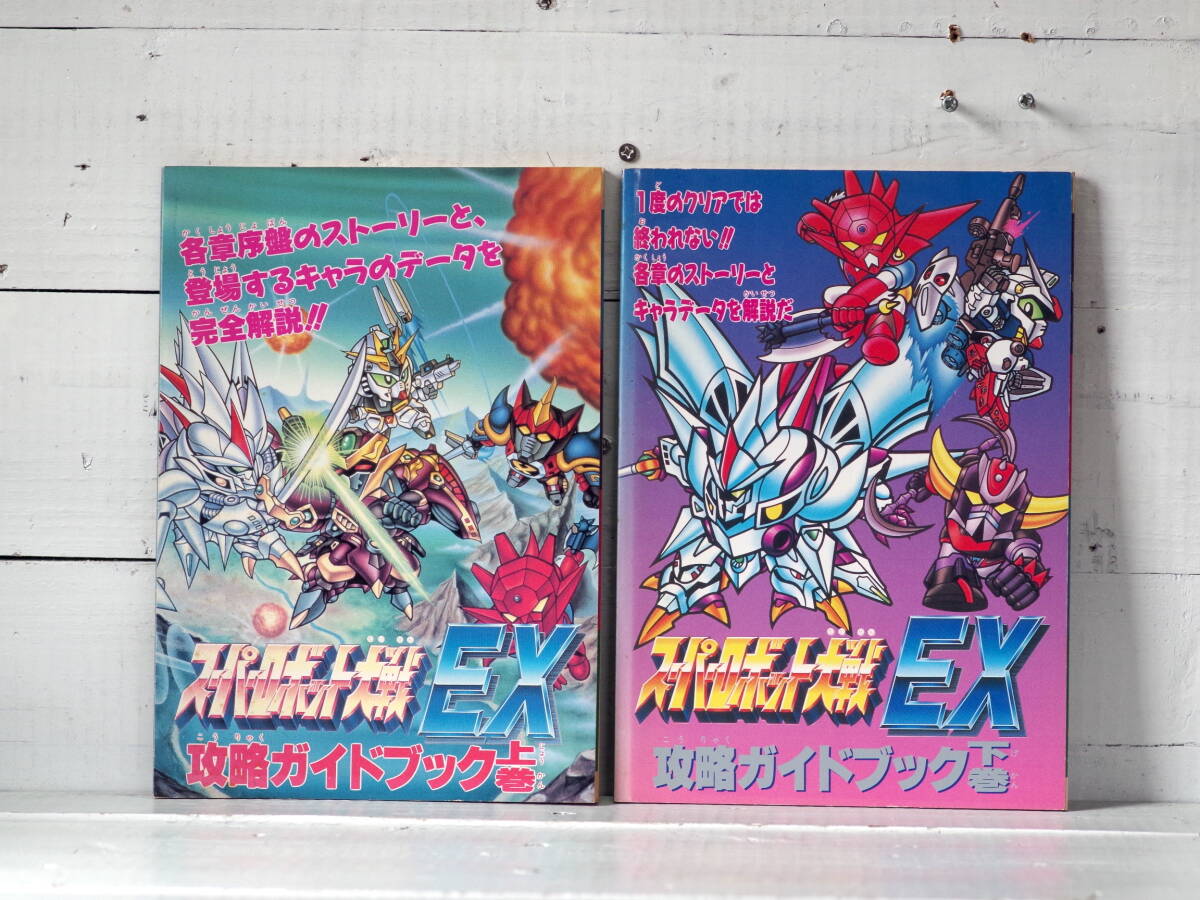 各章序盤のストーリーと、
登場するキャラのデータを
完全解説!!
スーパーロボット大戦EX
攻略ガイドブック上巻
1度のクリアでは
終われない!!
各章のストーリーと
キャラデータを解説だ
スーパーロボット大戦EX
攻略ガイドブック下巻